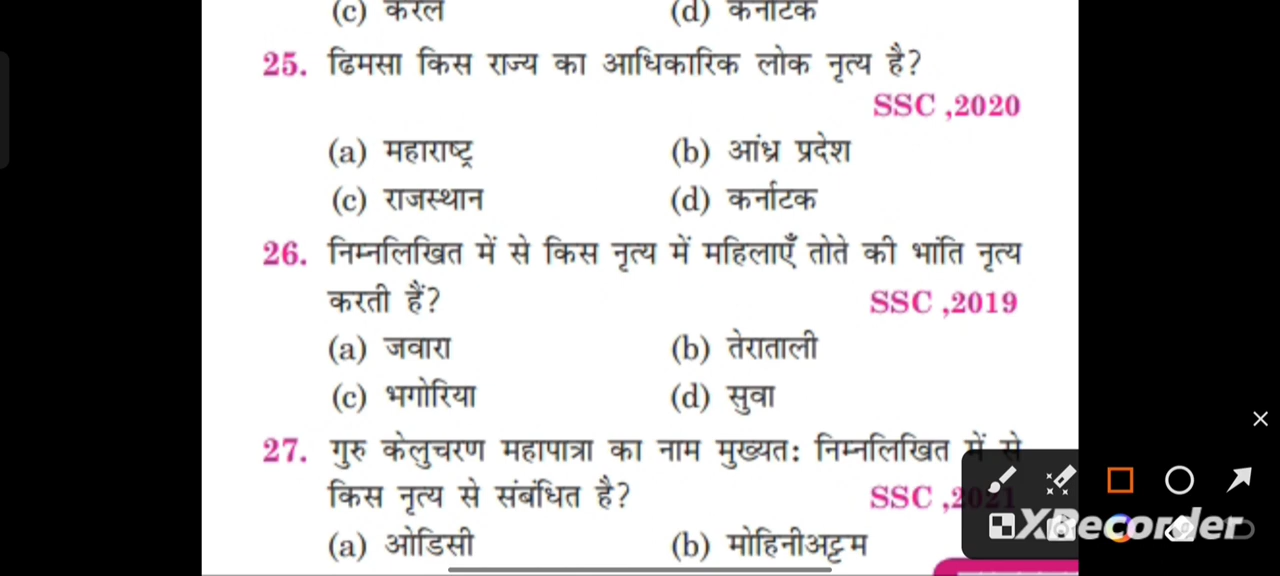 (c) केरल (d) कर्नाटक
25. ढिमसा किस राज्य का आधिकारिक लोक नृत्य है?
SSC ,2020
(a) महाराष्ट्र (b) आंध्र प्रदेश
(c) राजस्थान (d) कर्नाटक
26. निम्नलिखित में से किस नृत्य में महिलाएँ तोते की भांति नृत्य
करती हैं? SSC ,2019
(a) जवारा (b) तेराताली
(c) भगोरिया (d) सुवा
27. गुरु केलुचरण महापात्रा का नाम मुख्यत: निम्नलिखित में से
किस नृत्य से संबंधित है? SSC ,2021
XRecorder
(a) ओडिसी (b) मोहिनीअट्टम